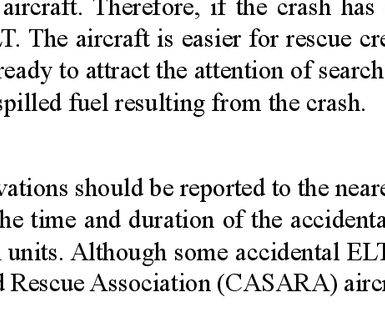 aircraft. Therefore, if the crash has
LT. The aircraft is easier for rescue cre
ready to attract the attention of search
spilled fuel resulting from the crash.
vations should be reported to the neare
he time and duration of the accidenta
units. Although some accidental ELT
d Rescue Association (CASARA) aircr